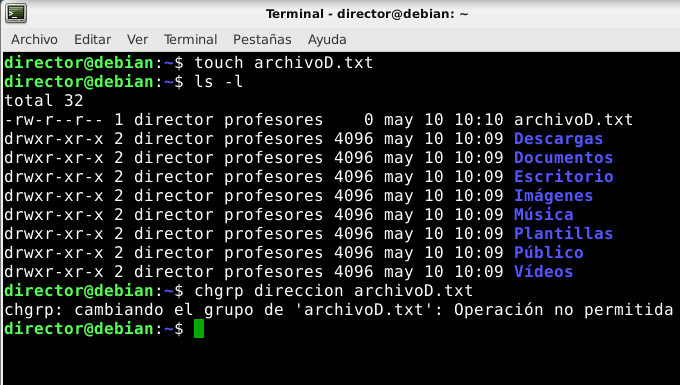 Terminal - director@debian: ~
Archivo Editar Ver Terminal Pestañas Ayuda
director@debian:~$ touch archivoD.txt
director@debian:~$ ls -l
total 32
-rw-r--r-- 1 director profesores    0 may 10 10:10 archivoD.txt
drwxr-xr-x 2 director profesores 4096 may 10 10:09 Descargas
drwxr-xr-x 2 director profesores 4096 may 10 10:09 Documentos
drwxr-xr-x 2 director profesores 4096 may 10 10:09 Escritorio
drwxr-xr-x 2 director profesores 4096 may 10 10:09 Imágenes
drwxr-xr-x 2 director profesores 4096 may 10 10:09 Música
drwxr-xr-x 2 director profesores 4096 may 10 10:09 Plantillas
drwxr-xr-x 2 director profesores 4096 may 10 10:09 Público
drwxr-xr-x 2 director profesores 4096 may 10 10:09 Vídeos
director@debian:~$ chgrp direccion archivoD.txt
chgrp: cambiando el grupo de 'archivoD.txt': Operación no permitida
director@debian:~$